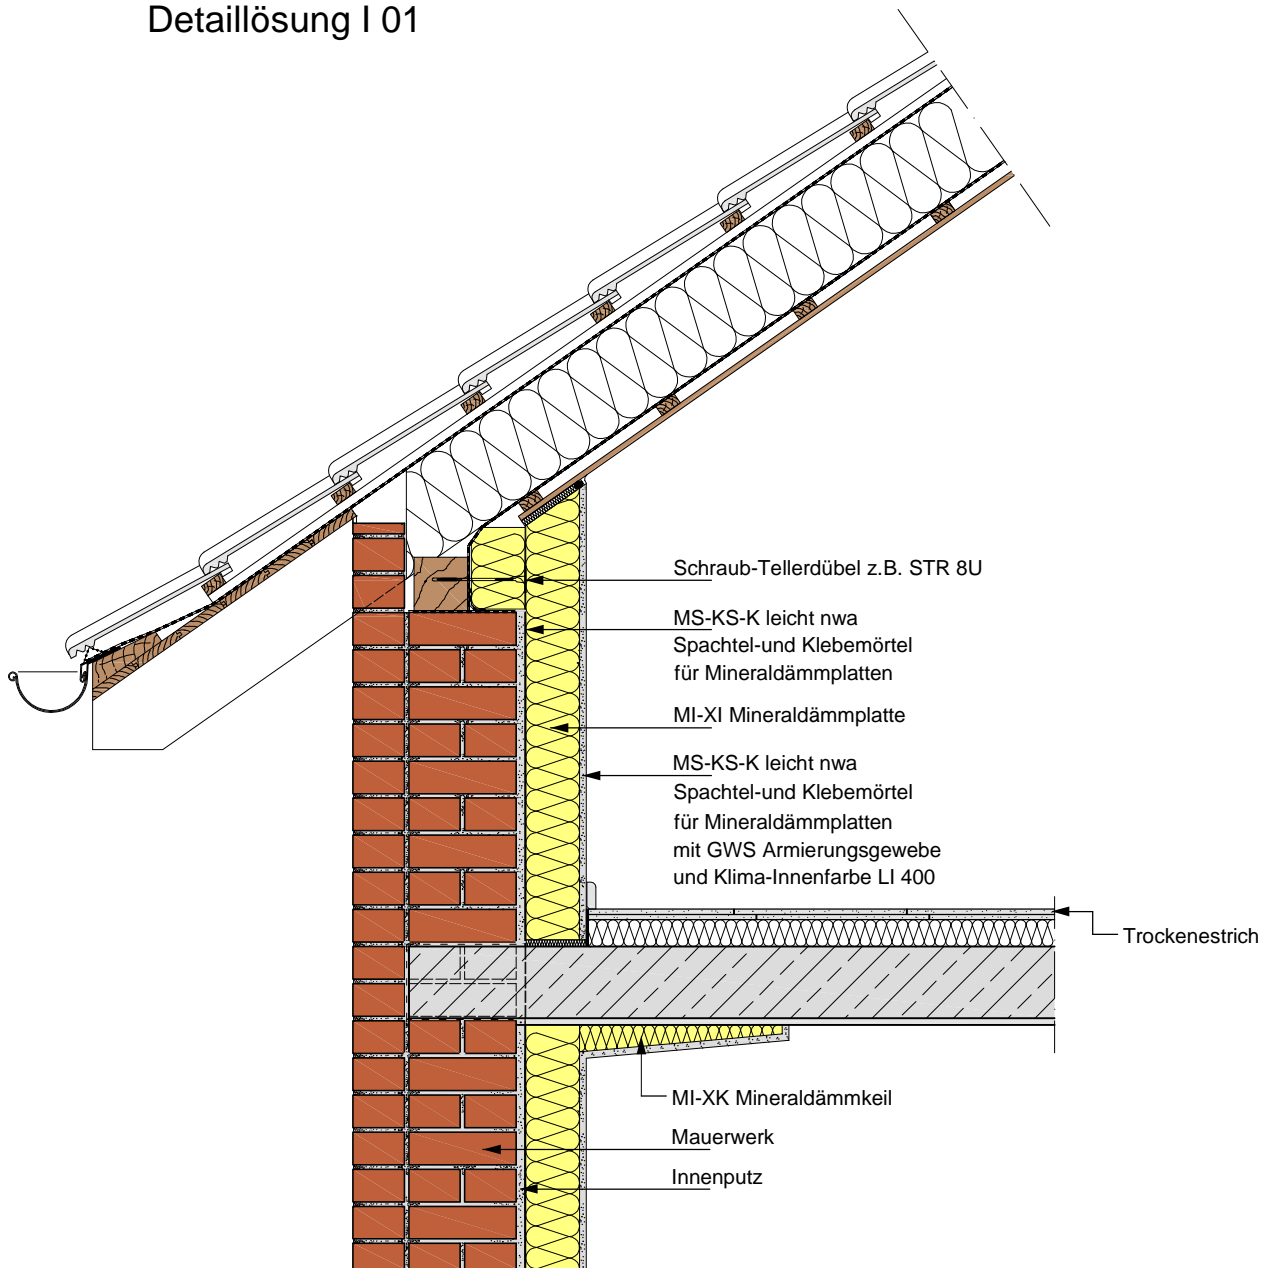 Detaillösung I 01
Schraub-Tellerdübel z.B. STR 8U
MS-KS-K leicht nwa
Spachtel-und Klebemörtel
für Mineraldämmplatten
MI-XI Mineraldämmplatte
MS-KS-K leicht nwa
Spachtel-und Klebemörtel
für Mineraldämmplatten
mit GWS Armierungsgewebe
und Klima-Innenfarbe LI 400
Trockenestrich
MI-XK Mineraldämmkeil
Mauerwerk
Innenputz